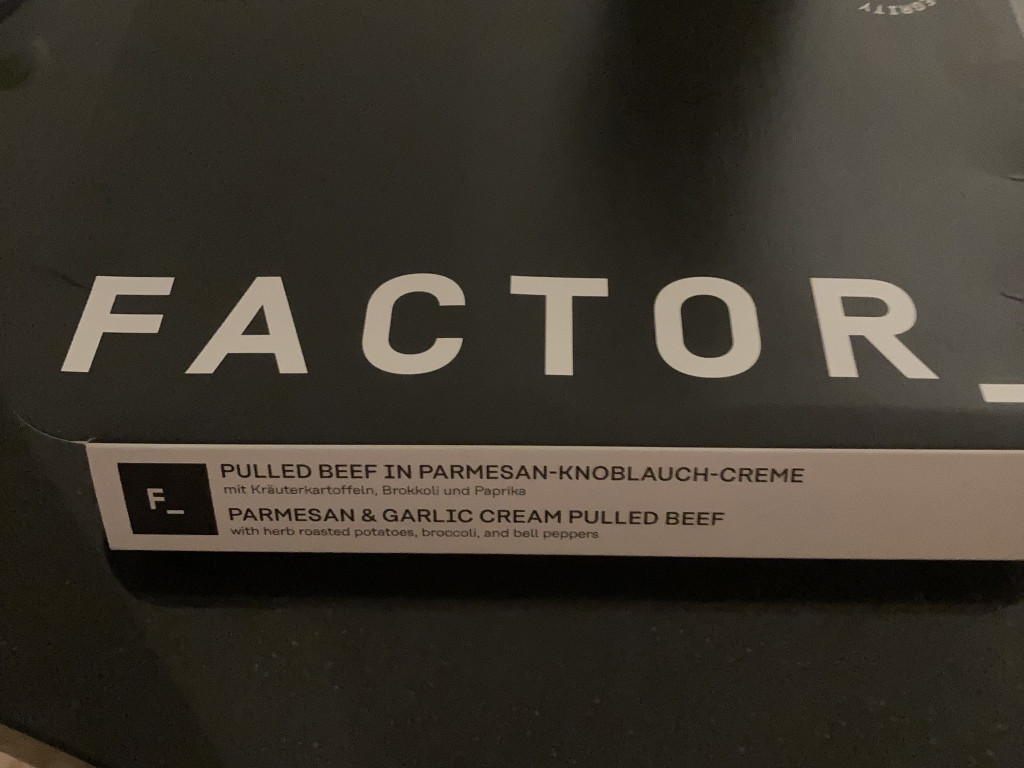 FACTOR_
F_
PULLED BEEF IN PARMESAN-KNOBLAUCH-CREME
mit Kräuterkartoffeln, Brokkoli und Paprika
PARMESAN & GARLIC CREAM PULLED BEEF
with herb roasted potatoes, broccoli, and bell peppers